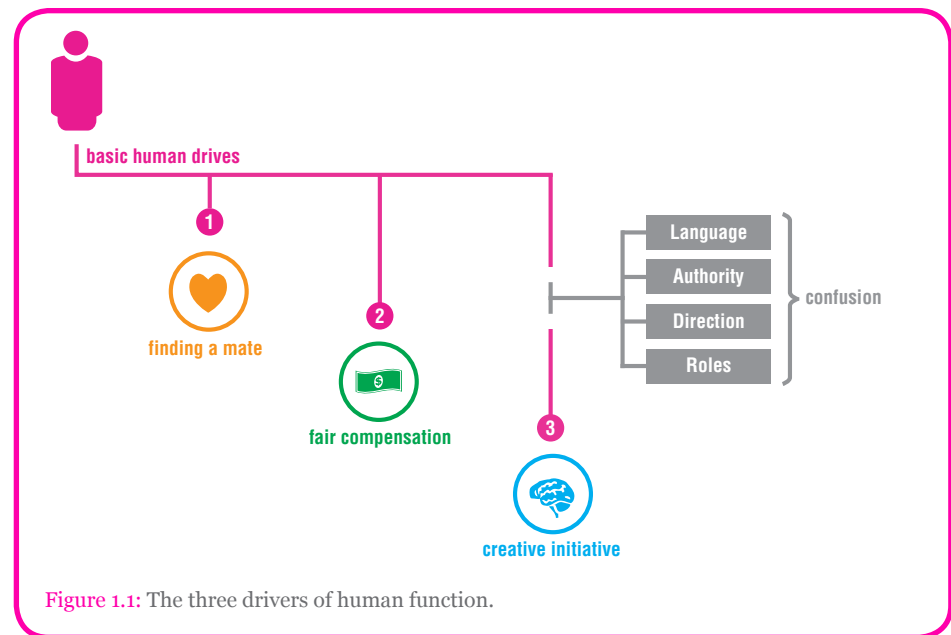 basic human drives
1
finding a mate
2
fair compensation
3
creative initiative
Language
Authority
Direction
Roles
confusion
Figure 1.1: The three drivers of human function.